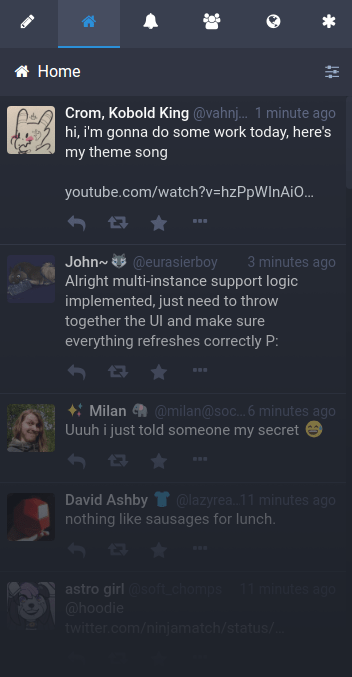 Home
Crom, Kobold King @vahnj... 1 minute ago
hi, i'm gonna do some work today, here's
my theme song
youtube.com/watch?v=hzPpWInAiO...
John~ @eurasierboy 3 minutes ago
Alright multi-instance support logic
implemented, just need to throw
together the UI and make sure
everything refreshes correctly P:
Milan @milan@soc... 6 minutes ago
Uuuh i just told someone my secret
David Ashby @lazyrea... 11 minutes ago
nothing like sausages for lunch.
astro girl @soft_chomps 11 minutes ago
@hoodie
twitter.com/ninjamatch/status/...